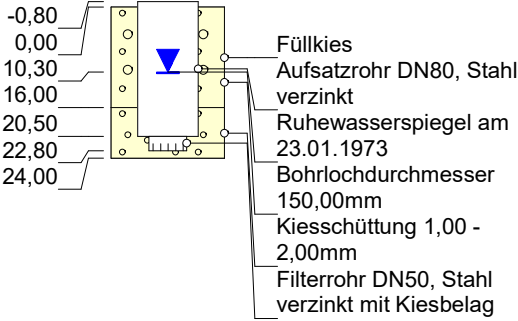 -0,80
0,00
10,30
16,00
20,50
22,80
24,00
Füllkies
Aufsatzrohr DN80, Stahl
verzinkt
Ruhewasserspiegel am
23.01.1973
Bohrlochdurchmesser
150,00mm
Kiesschüttung 1,00 -
2,00mm
Filterrohr DN50, Stahl
verzinkt mit Kiesbelag